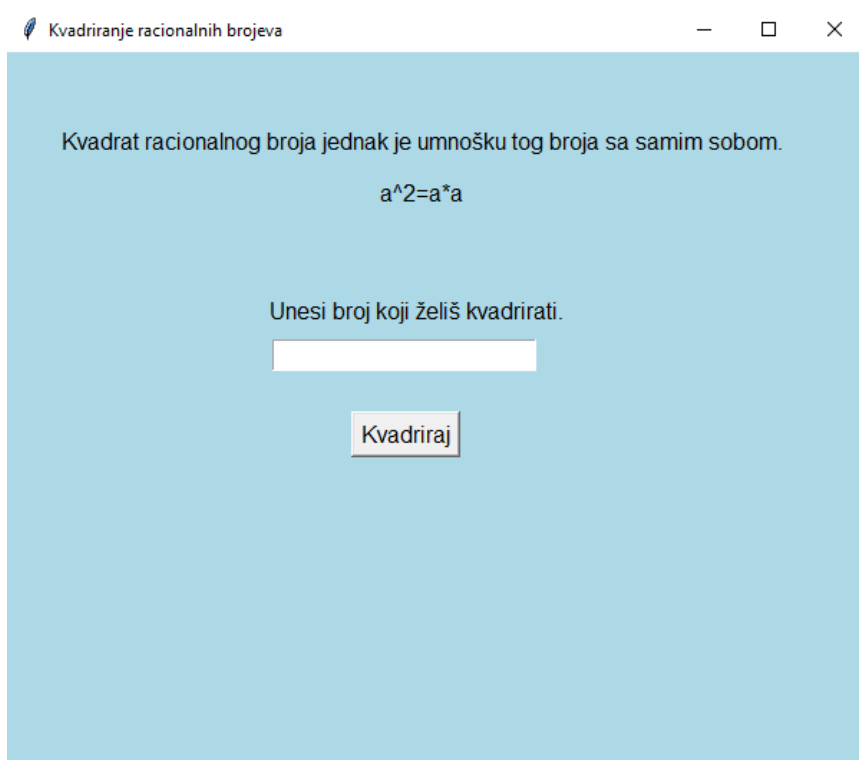 Kvadriranje racionalnih brojeva
Kvadrat racionalnog broja jednak je umnošku tog broja sa samim sobom.
a^2=a*a
Unesi broj koji želiš kvadrirati.
Kvadriraj